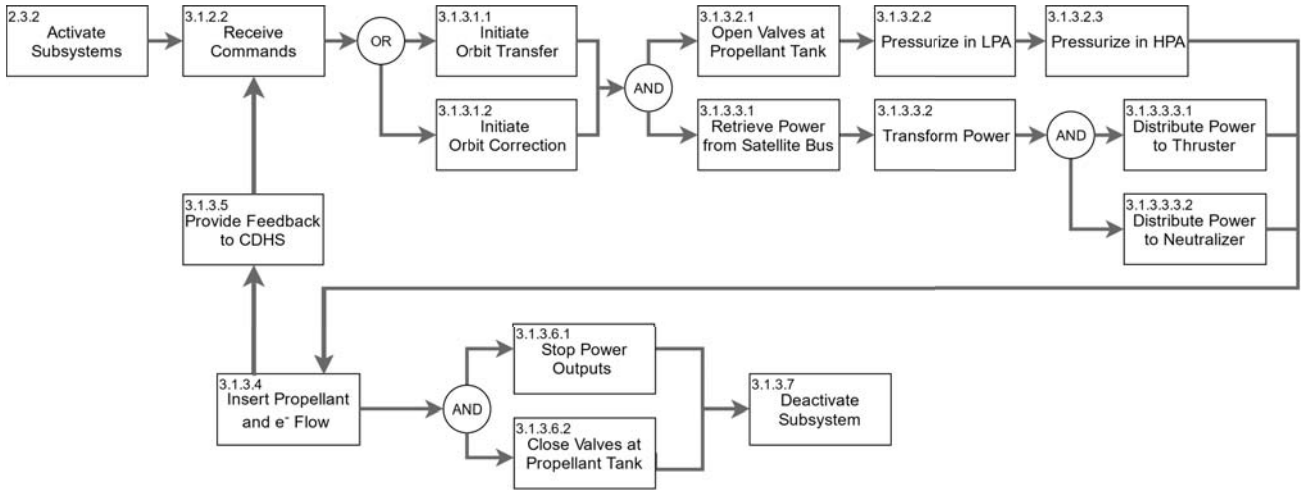 2.3.2
Activate
Subsystems
3.1.2.2
Receive
Commands
OR
3.1.3.1.1
Initiate
Orbit Transfer
3.1.3.1.2
Initiate
Orbit Correction
AND
3.1.3.2.1
Open Valves at
Propellant Tank
3.1.3.2.2
Pressurize in LPA
3.1.3.2.3
Pressurize in HPA
3.1.3.3.1
Retrieve Power
from Satellite Bus
3.1.3.3.2
Transform Power
AND
3.1.3.3.3.1
Distribute Power
to Thruster
3.1.3.3.3.2
Distribute Power
to Neutralizer
3.1.3.5
Provide Feedback
to CDHS
3.1.3.4
Insert Propellant
and e⁻ Flow
AND
3.1.3.6.1
Stop Power
Outputs
3.1.3.6.2
Close Valves at
Propellant Tank
3.1.3.7
Deactivate
Subsystem